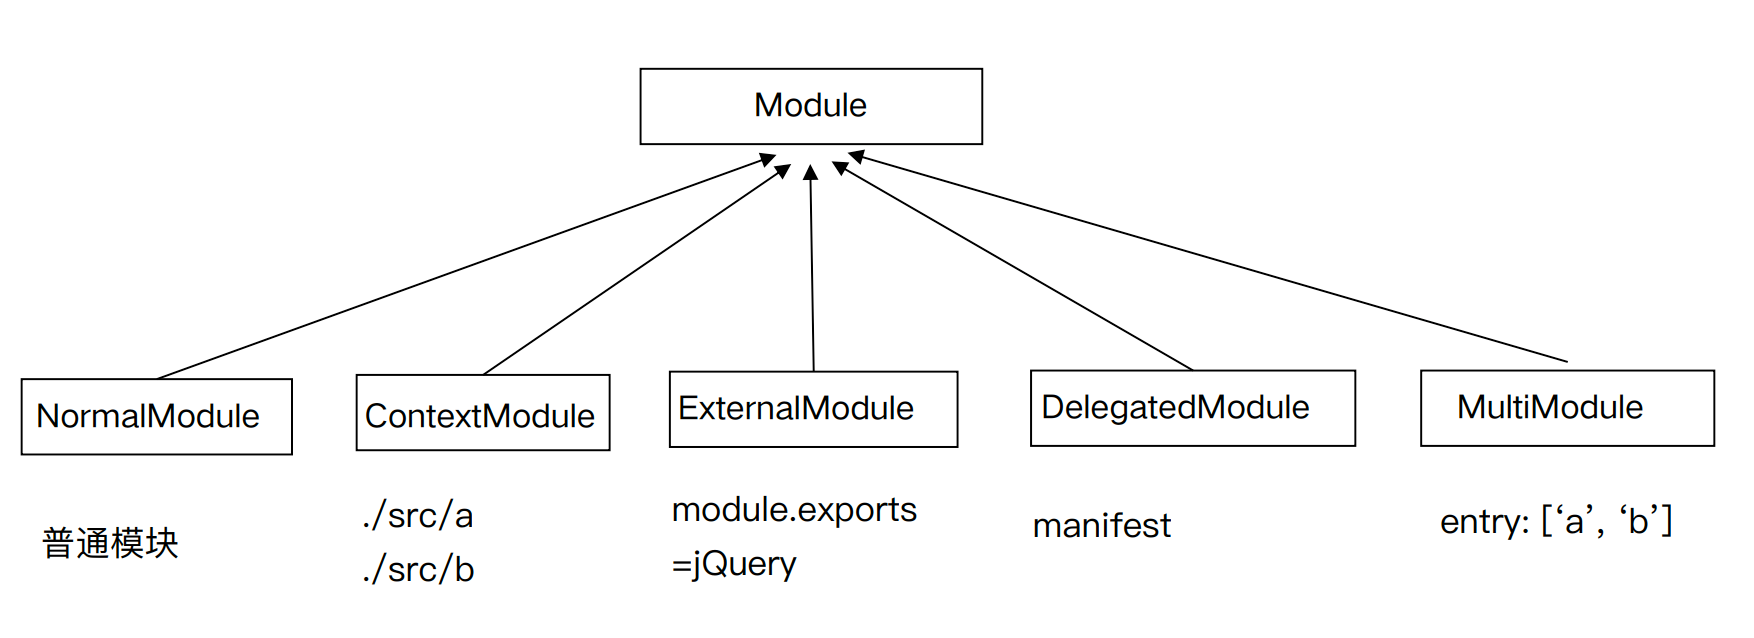 Module
NormalModule
ContextModule
ExternalModule
DelegatedModule
MultiModule
普通模块
./src/a
./src/b
module.exports
=jQuery
manifest
entry: [‘a’, ‘b’]